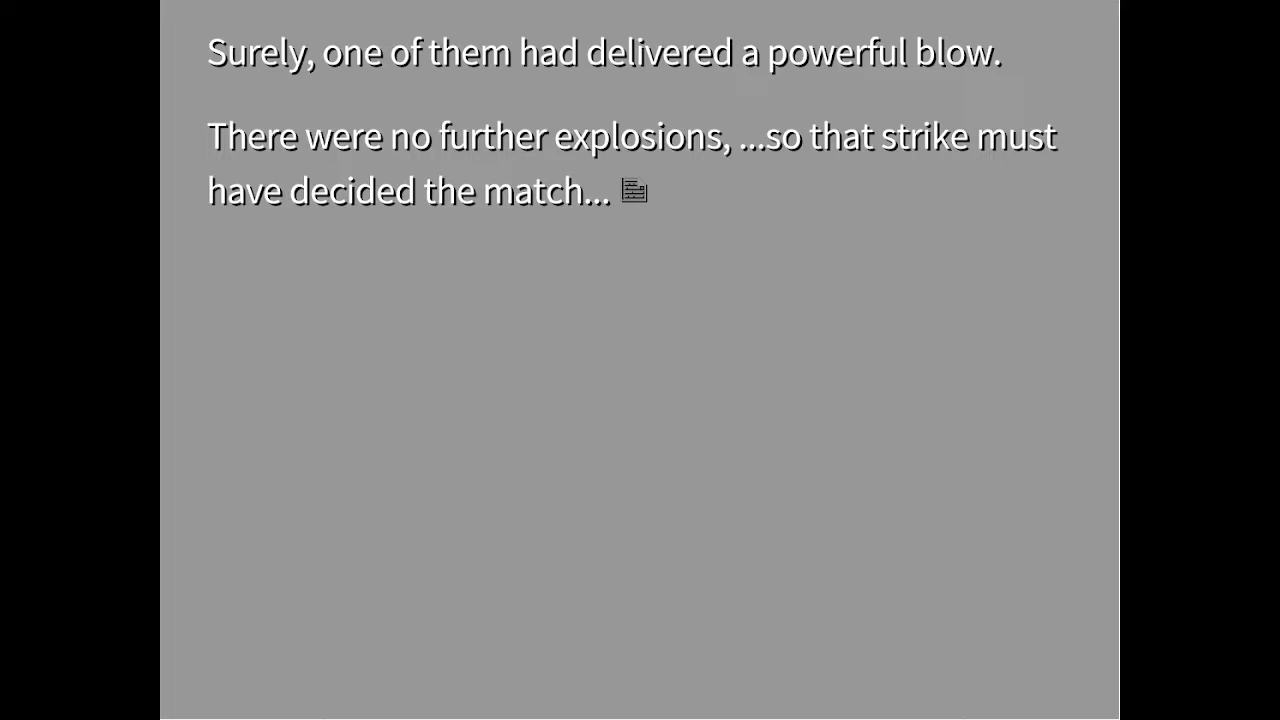 Surely, one of them had delivered a powerful blow.
There were no further explosions, ...so that strike must
have decided the match...